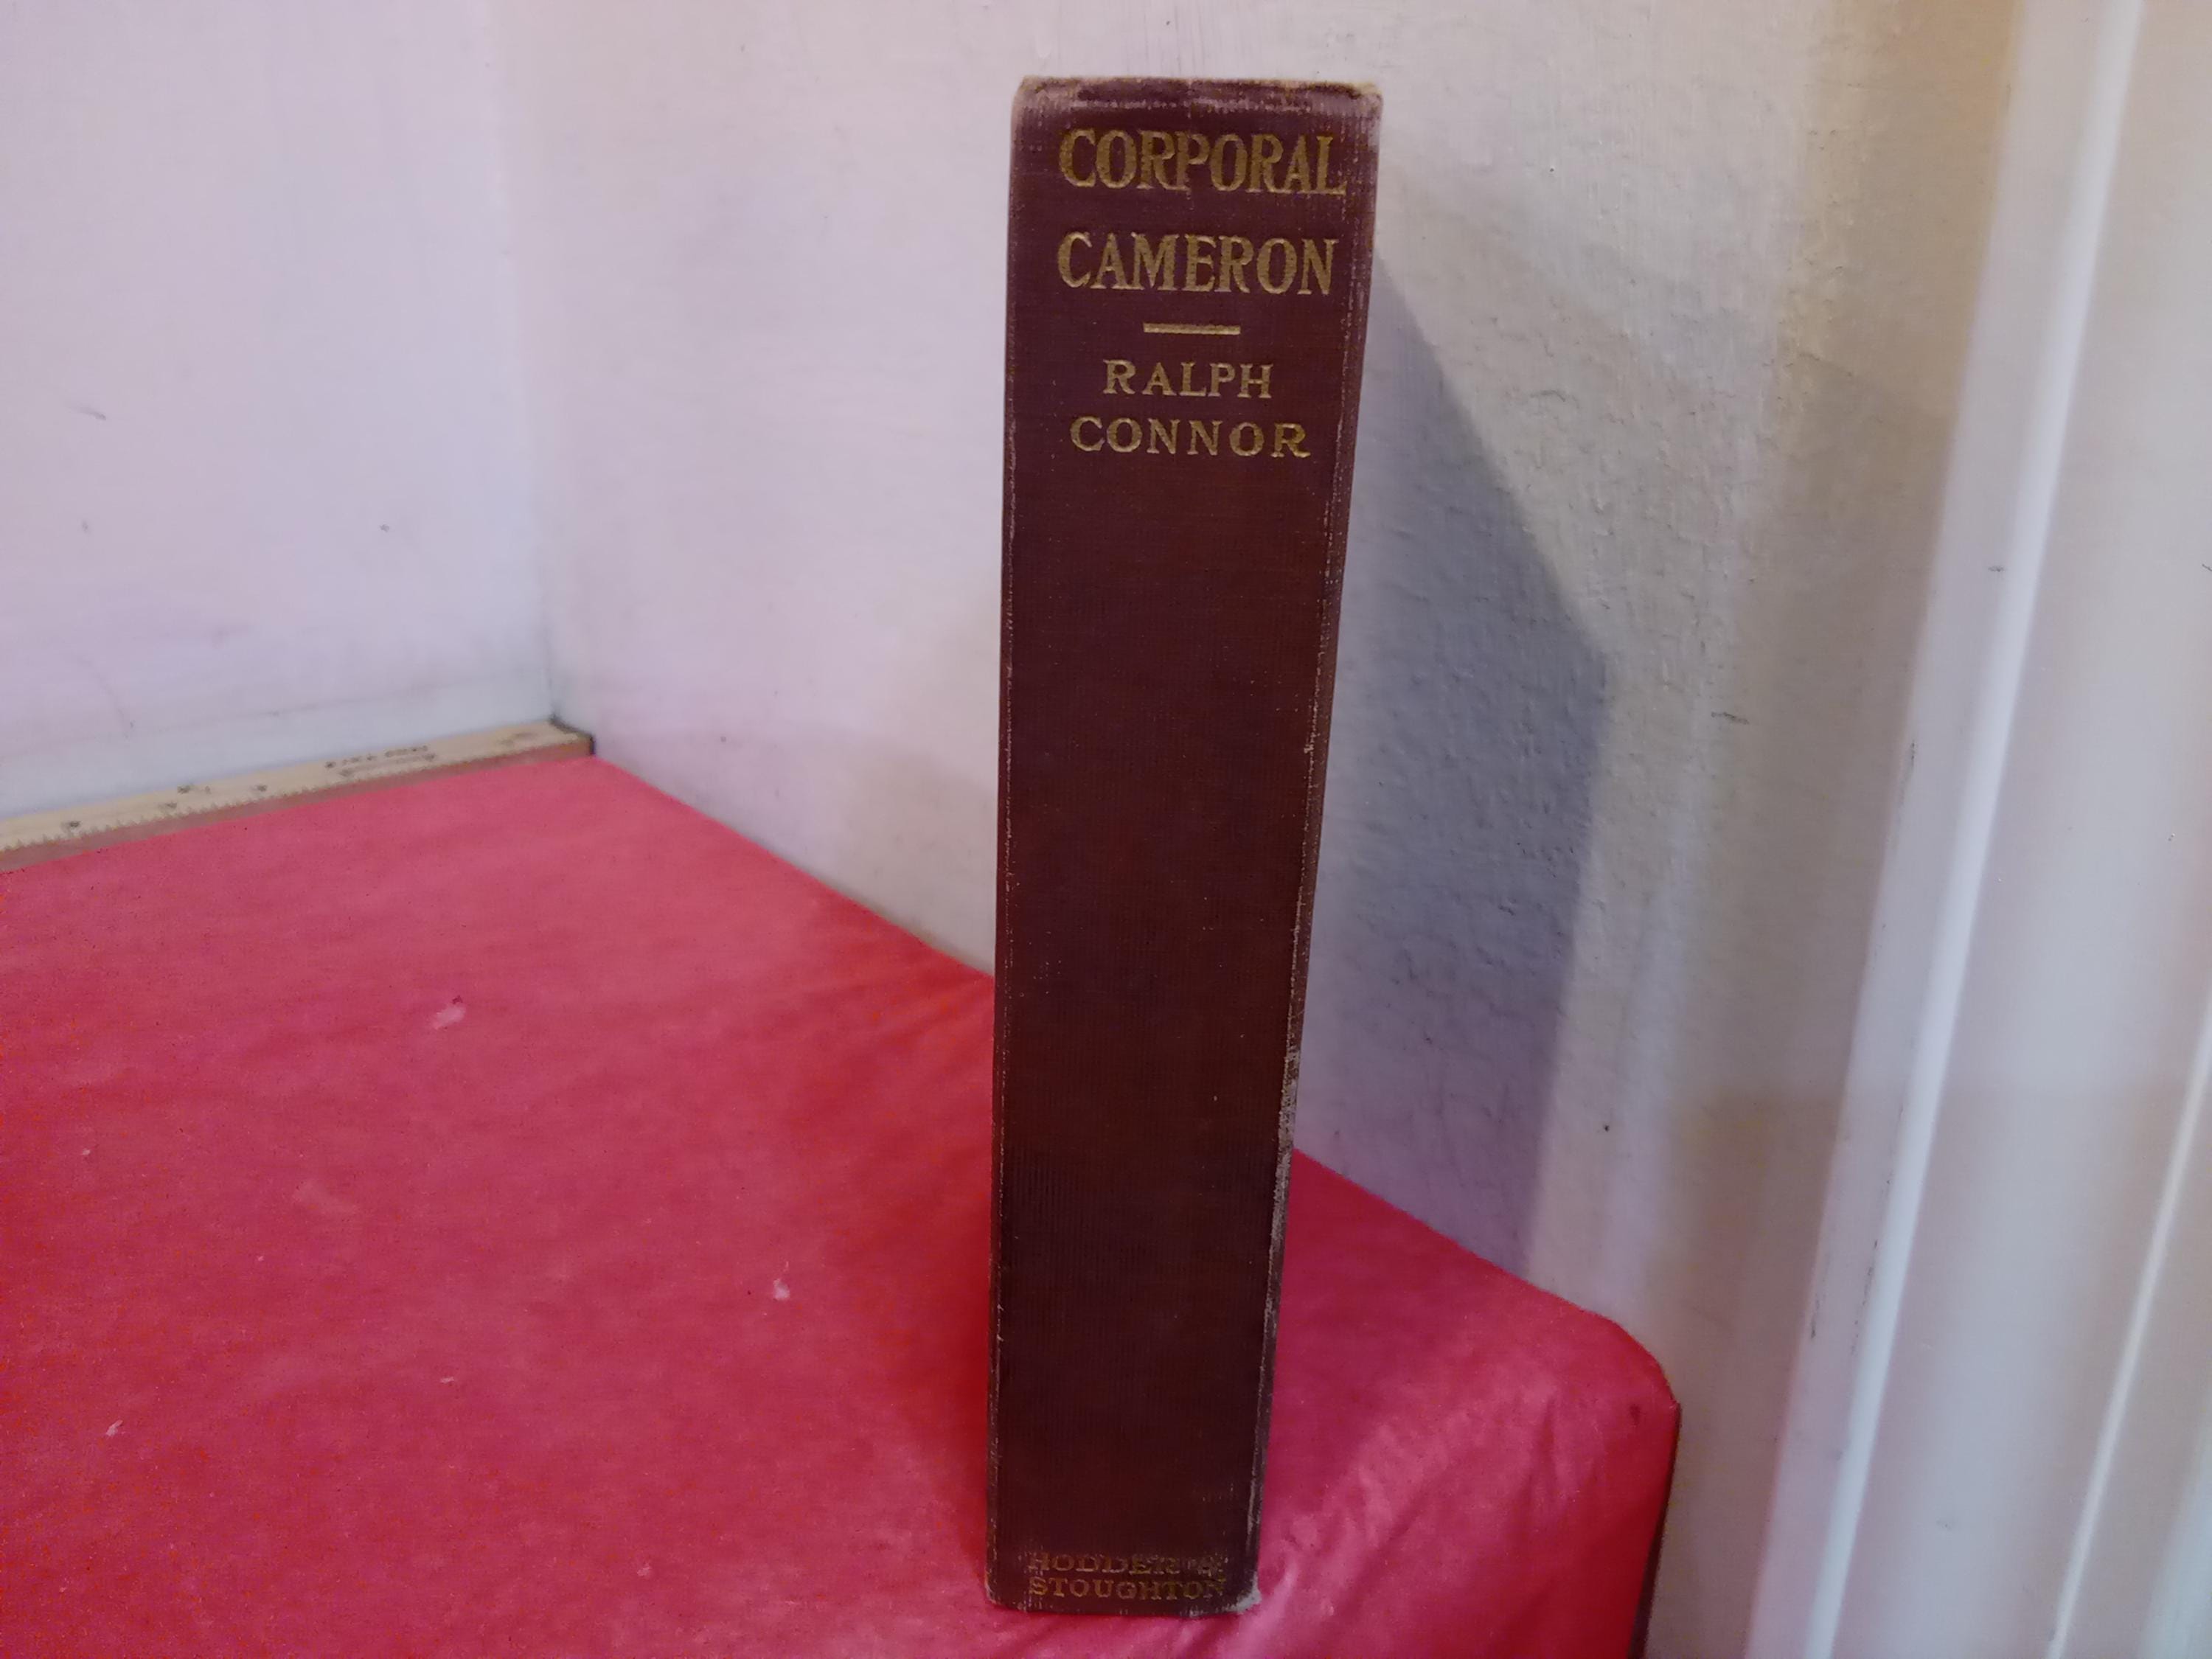 CORPORAL
CAMERON
RALPH
CONNOR
HODDER &
STOUGHTON